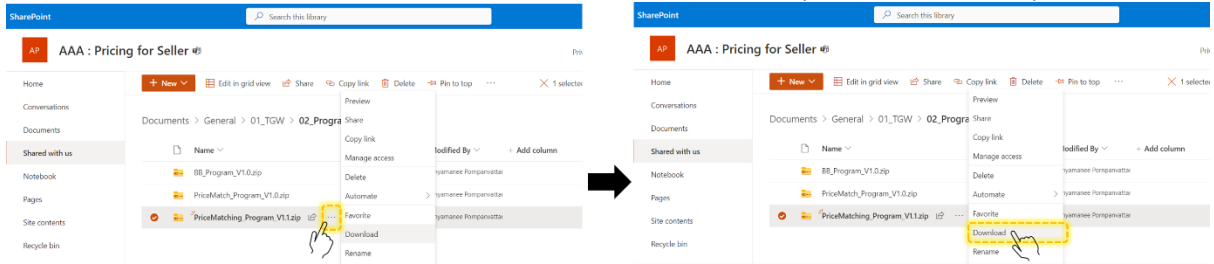 SharePoint
Search this library
AP
AAA : Pricing for Seller
Priv
Home
+ New
Edit in grid view
Share
Copy link
Delete
Pin to top
···
1 selected
Conversations
Documents
Shared with us
Notebook
Pages
Site contents
Recycle bin
Documents > General > 01_TGW > 02_Progra
Name
Modified By
+ Add column
BB_Program_V1.0.zip
PriceMatch_Program_V1.0.zip
PriceMatching_Program_V1.1.zip
···
Preview
Share
Copy link
Manage access
Delete
Automate
Favorite
Download
Rename
SharePoint
Search this library
AP
AAA : Pricing for Seller
Pri
Home
+ New
Edit in grid view
Share
Copy link
Delete
Pin to top
···
1 selected
Conversations
Documents
Shared with us
Notebook
Pages
Site contents
Recycle bin
Documents > General > 01_TGW > 02_Progra
Name
Modified By
+ Add column
BB_Program_V1.0.zip
PriceMatch_Program_V1.0.zip
PriceMatching_Program_V1.1.zip
···
Preview
Share
Copy link
Manage access
Delete
Automate
Favorite
Download
Rename